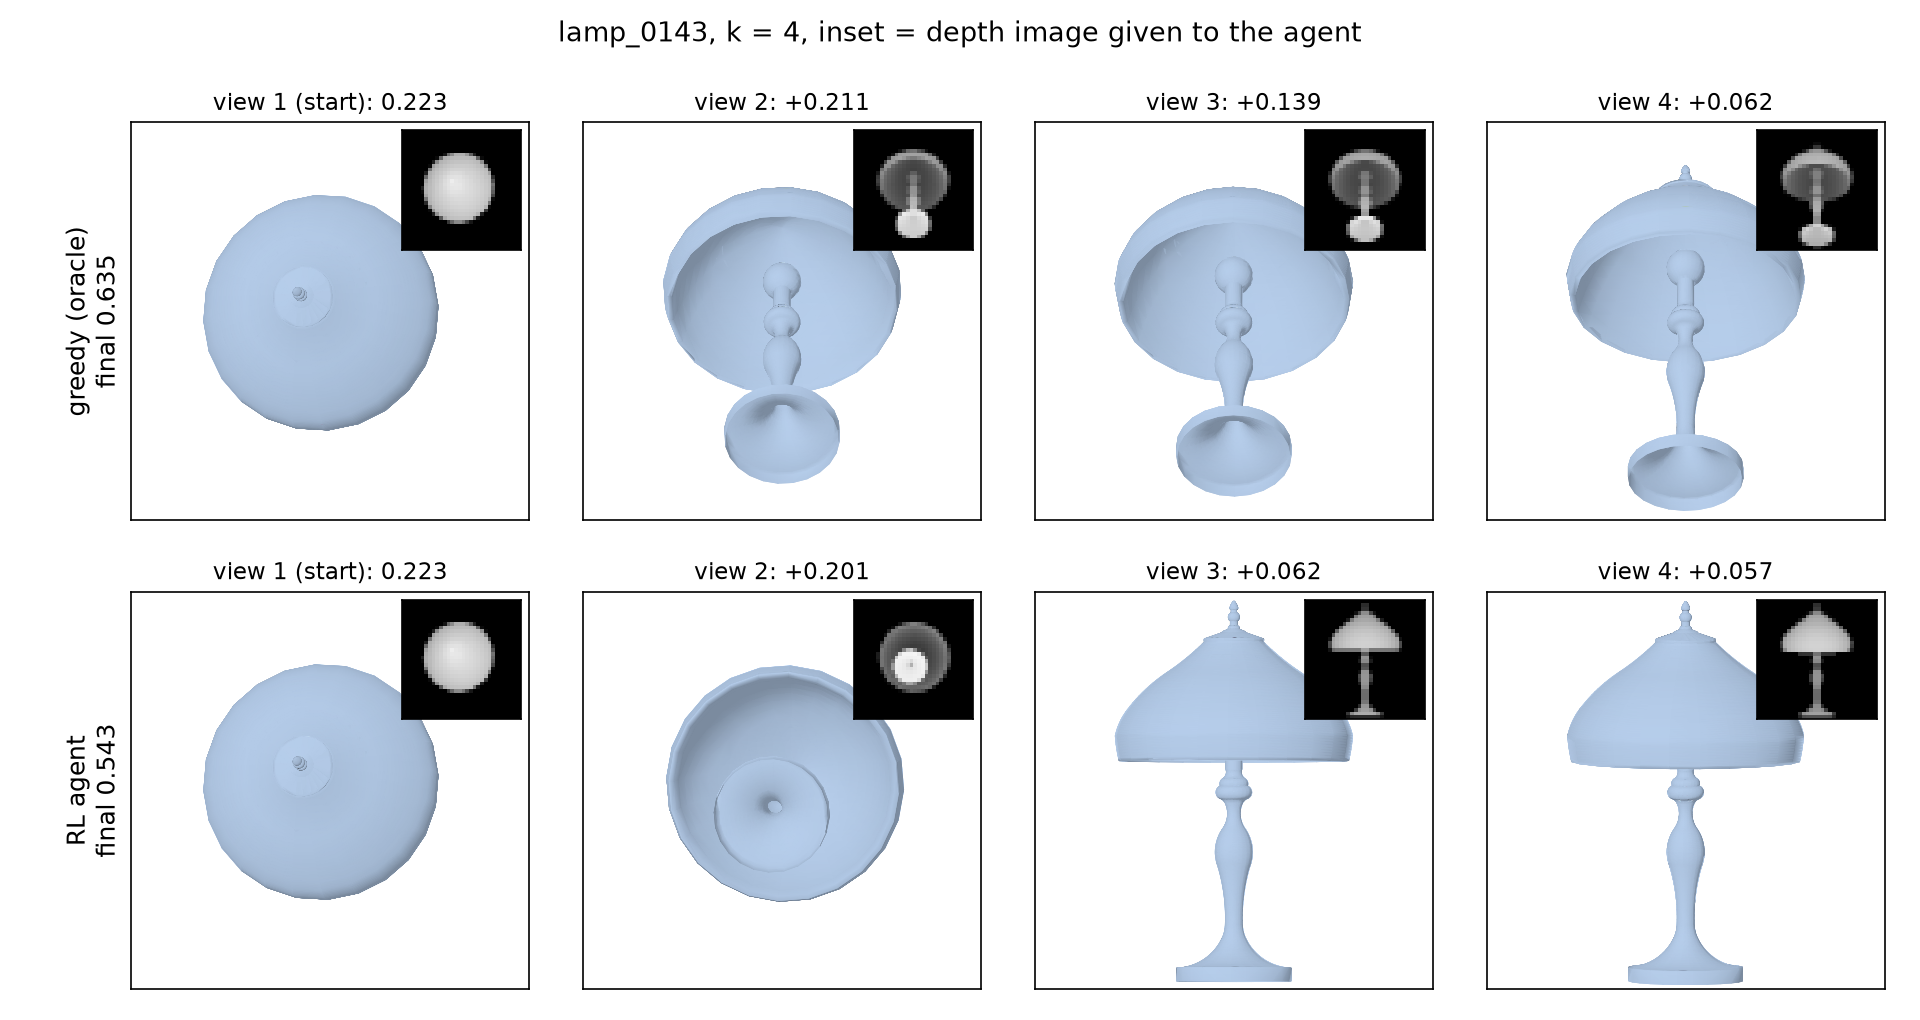 lamp_0143, k = 4, inset = depth image given to the agent
greedy (oracle)
final 0.635
view 1 (start): 0.223
view 2: +0.211
view 3: +0.139
view 4: +0.062
RL agent
final 0.543
view 1 (start): 0.223
view 2: +0.201
view 3: +0.062
view 4: +0.057